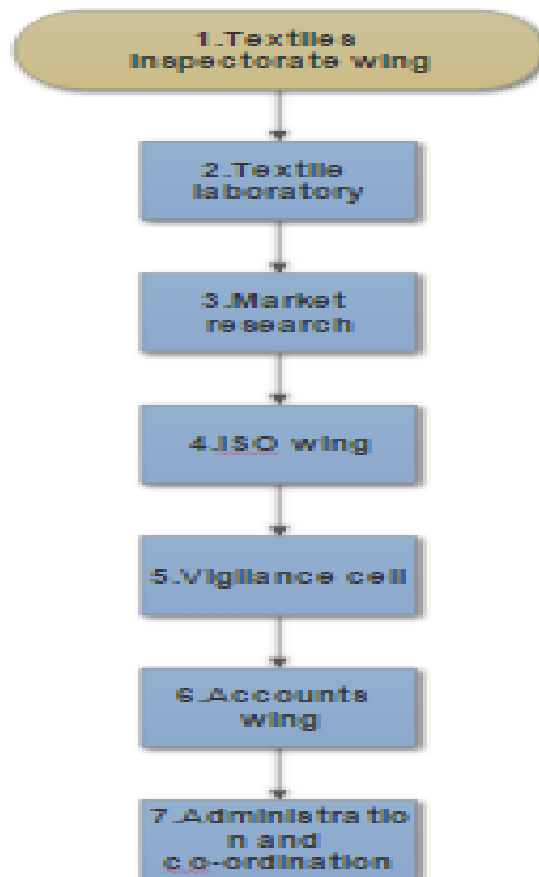 1.Textiles
inspectorate wing
2.Textile
laboratory
3.Market
research
4.ISO wing
5.Vigilance cell
6.Accounts
wing
7.Administratio
n and
co-ordination